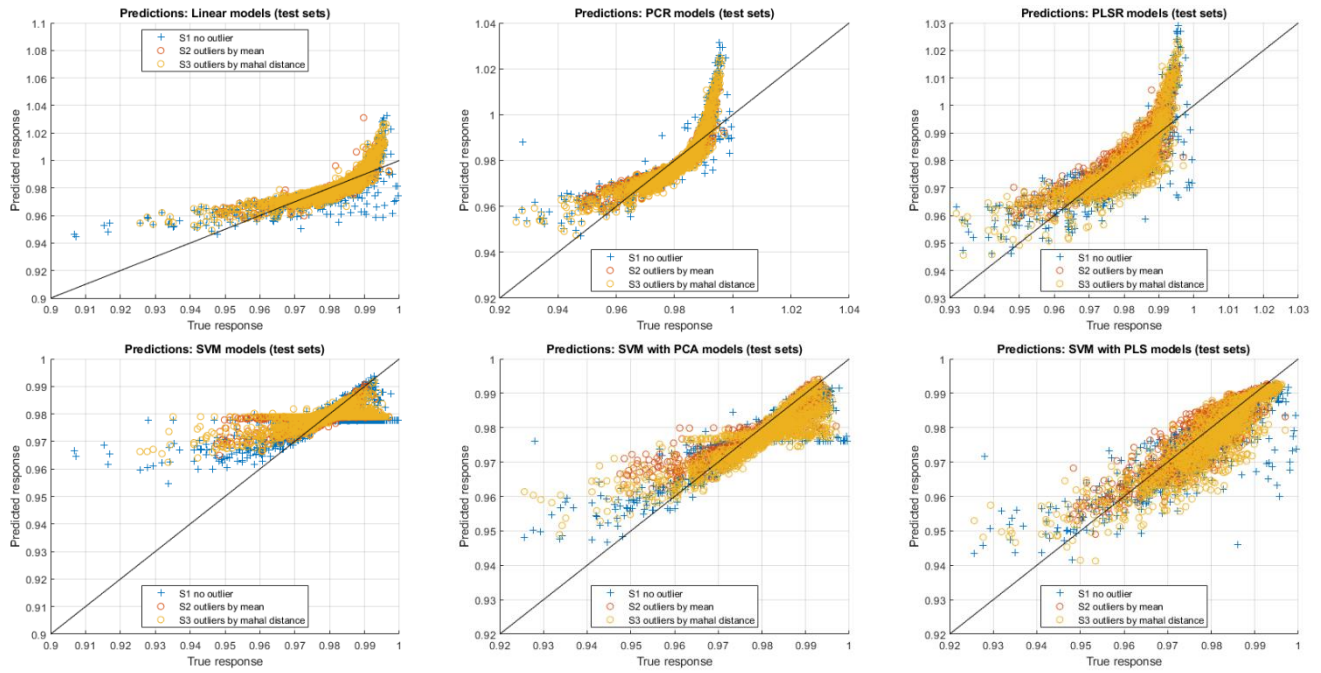 Predictions: Linear models (test sets)
1.1
1.08
1.06
1.04
1.02
1
0.98
0.96
0.94
0.92
0.9
Predicted response
S1 no outlier
S2 outliers by mean
S3 outliers by mahal distance
0.9 0.91 0.92 0.93 0.94 0.95 0.96 0.97 0.98 0.99 1
True response
Predictions: PCR models (test sets)
1.04
1.02
1
0.98
0.96
0.94
0.92
Predicted response
S1 no outlier
S2 outliers by mean
S3 outliers by mahal distance
0.92 0.94 0.96 0.98 1 1.02 1.04
True response
Predictions: PLSR models (test sets)
1.03
1.02
1.01
1
0.99
0.98
0.97
0.96
0.95
0.94
0.93
Predicted response
S1 no outlier
S2 outliers by mean
S3 outliers by mahal distance
0.93 0.94 0.95 0.96 0.97 0.98 0.99 1 1.01 1.02 1.03
True response
Predictions: SVM models (test sets)
1
0.99
0.98
0.97
0.96
0.95
0.94
0.93
0.92
0.91
0.9
Predicted response
S1 no outlier
S2 outliers by mean
S3 outliers by mahal distance
0.9 0.91 0.92 0.93 0.94 0.95 0.96 0.97 0.98 0.99 1
True response
Predictions: SVM with PCA models (test sets)
1
0.99
0.98
0.97
0.96
0.95
0.94
0.93
0.92
Predicted response
S1 no outlier
S2 outliers by mean
S3 outliers by mahal distance
0.92 0.93 0.94 0.95 0.96 0.97 0.98 0.99 1
True response
Predictions: SVM with PLS models (test sets)
1
0.99
0.98
0.97
0.96
0.95
0.94
0.93
0.92
Predicted response
S1 no outlier
S2 outliers by mean
S3 outliers by mahal distance
0.92 0.93 0.94 0.95 0.96 0.97 0.98 0.99 1
True response